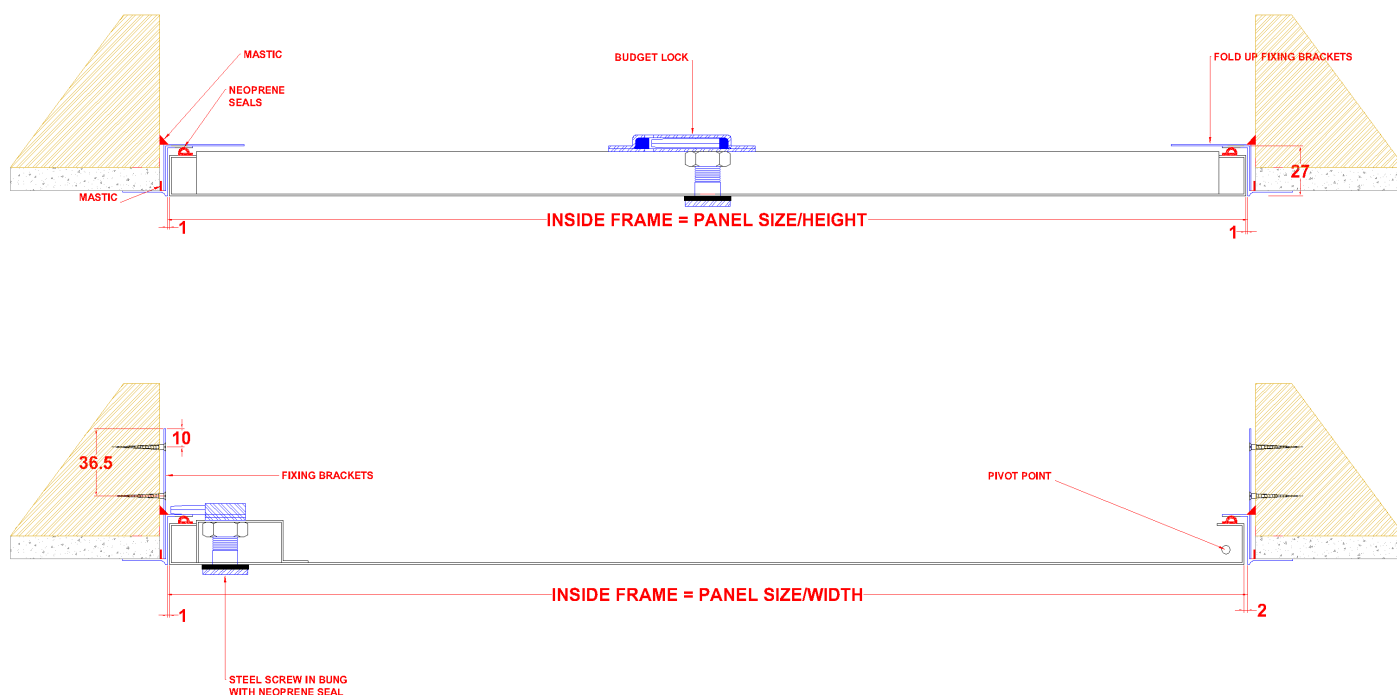 MASTIC
BUDGET LOCK
FOLD UP FIXING BRACKETS
NEOPRENE
SEALS
27
MASTIC
INSIDE FRAME = PANEL SIZE/HEIGHT
1
1
10
36.5
FIXING BRACKETS
PIVOT POINT
INSIDE FRAME = PANEL SIZE/WIDTH
1
2
STEEL SCREW IN BUNG
WITH NEOPRENE SEAL